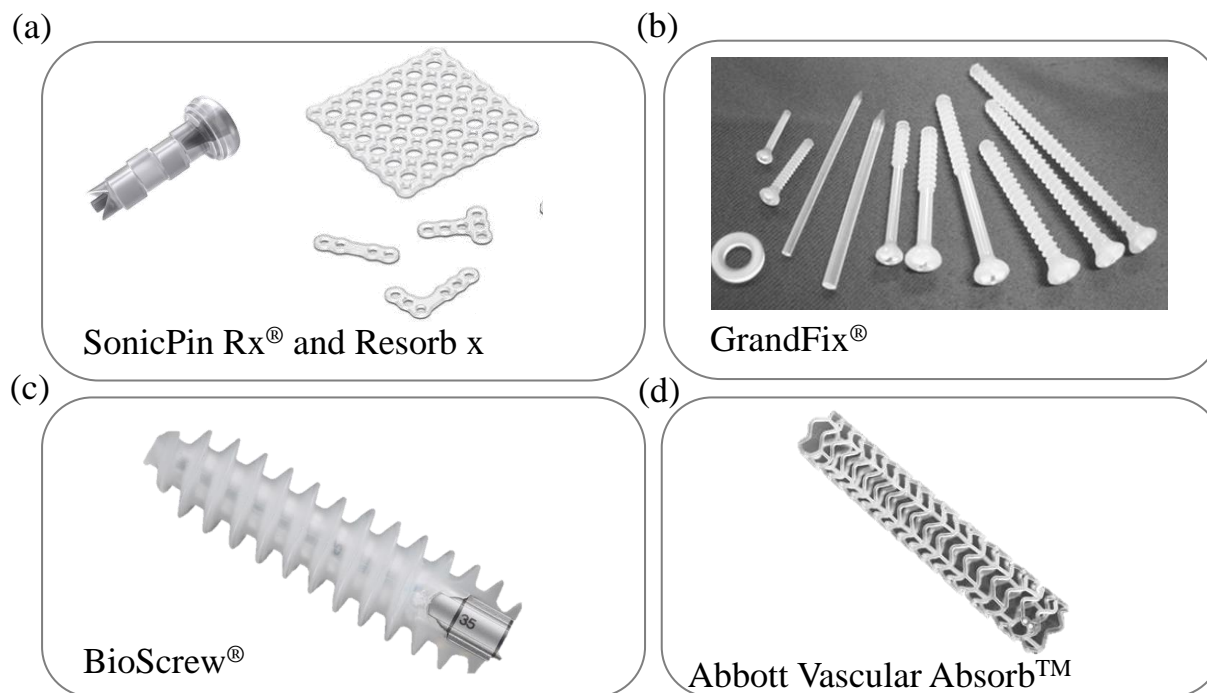 (a)
SonicPin Rx® and Resorb x
(b)
GrandFix®
(c)
35
BioScrew®
(d)
Abbott Vascular Absorb™